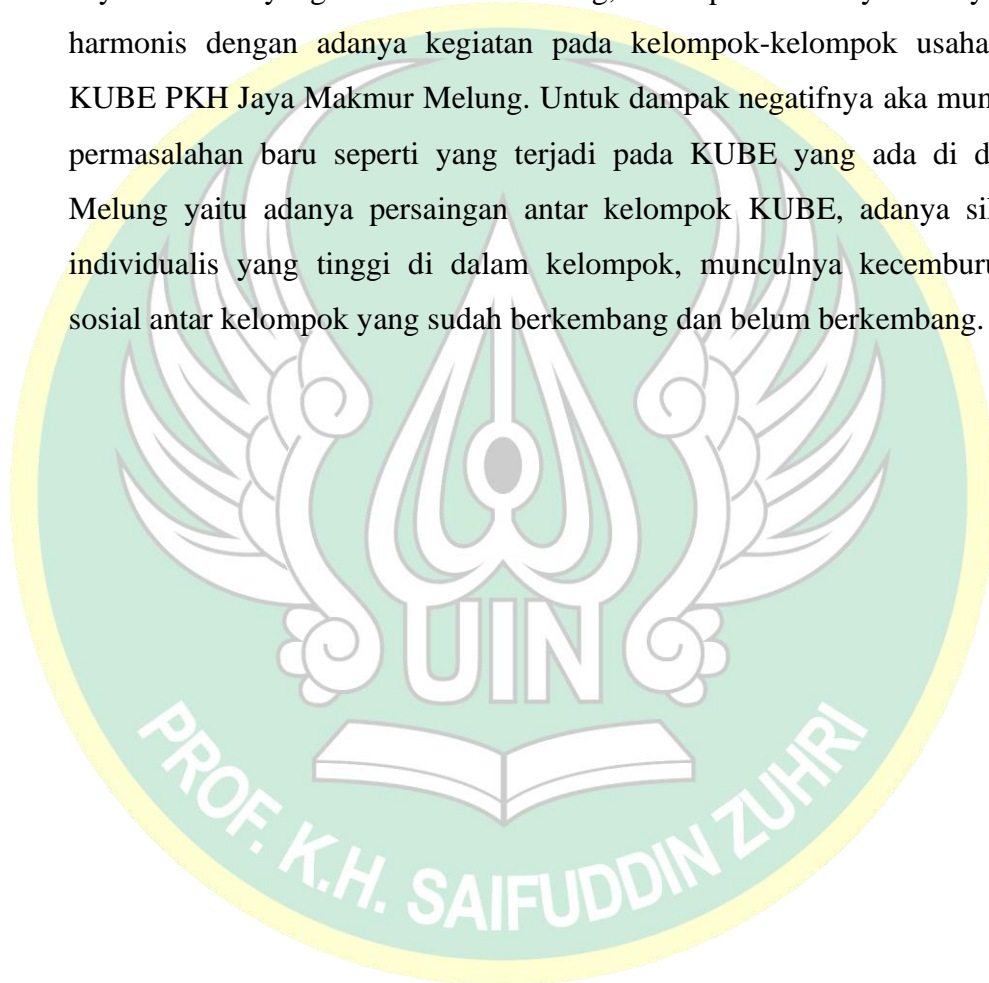 harmonis dengan adanya kegiatan pada kelompok-kelompok usaha
KUBE PKH Jaya Makmur Melung. Untuk dampak negatifnya aka mun
permasalahan baru seperti yang terjadi pada KUBE yang ada di d
Melung yaitu adanya persaingan antar kelompok KUBE, adanya si
individualis yang tinggi di dalam kelompok, munculnya kecembur
sosial antar kelompok yang sudah berkembang dan belum berkembang.
UIN
PROF. K.H. SAIFUDDIN ZUHRI